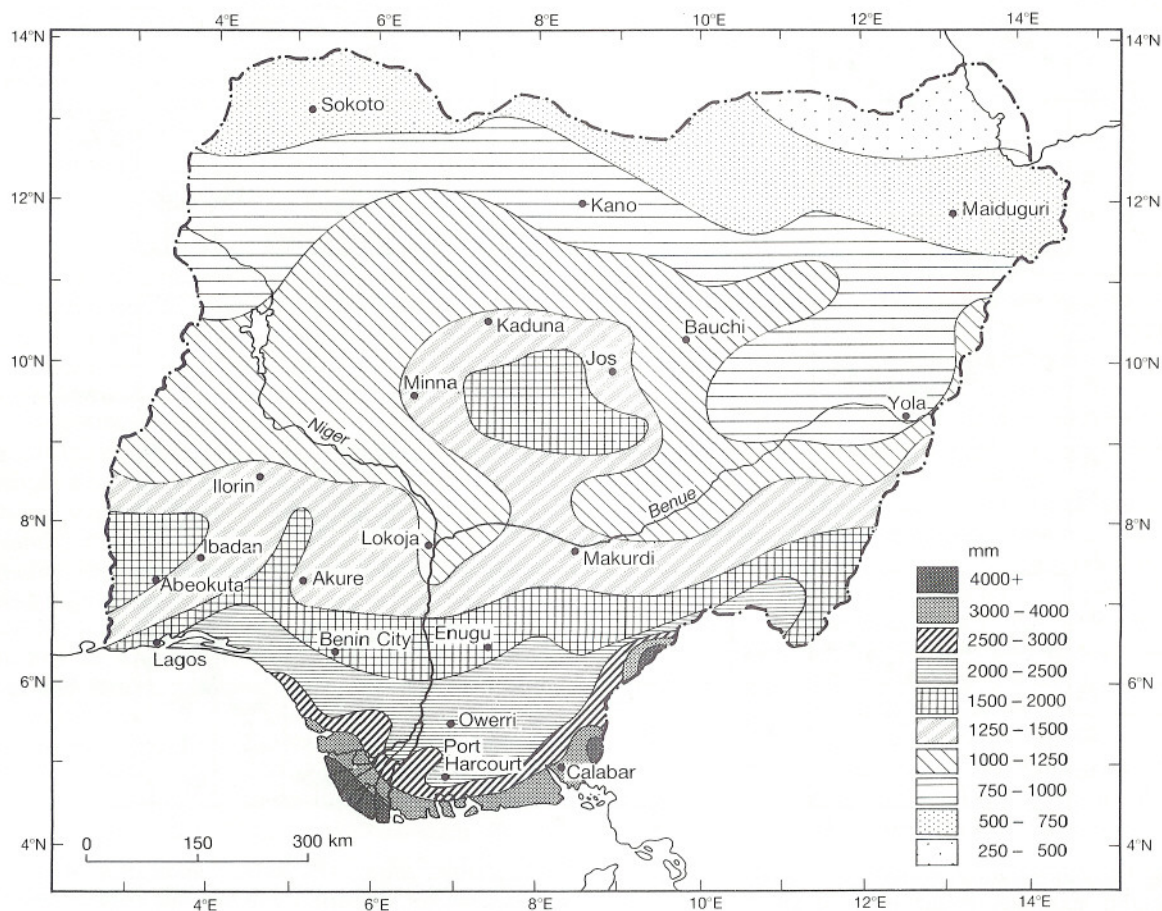 4°E 6°E 8°E 10°E 12°E 14°E
14°N 14°N
Sokoto
12°N 12°N
Kano
Maiduguri
Kaduna
Bauchi
10°N 10°N
Jos
Minna
Yola
Niger
Ilorin
Benue
8°N 8°N
Lokoja
Ibadan
Makurdi
Abeokuta
Akure
Benin City
Enugu
Lagos
6°N 6°N
Owerri
Port
Harcourt
Calabar
mm
4000+
3000 – 4000
2500 – 3000
2000 – 2500
1500 – 2000
1250 – 1500
1000 – 1250
750 – 1000
500 – 750
250 – 500
0 150 300 km
4°N 4°N
4°E 6°E 8°E 10°E 12°E 14°E